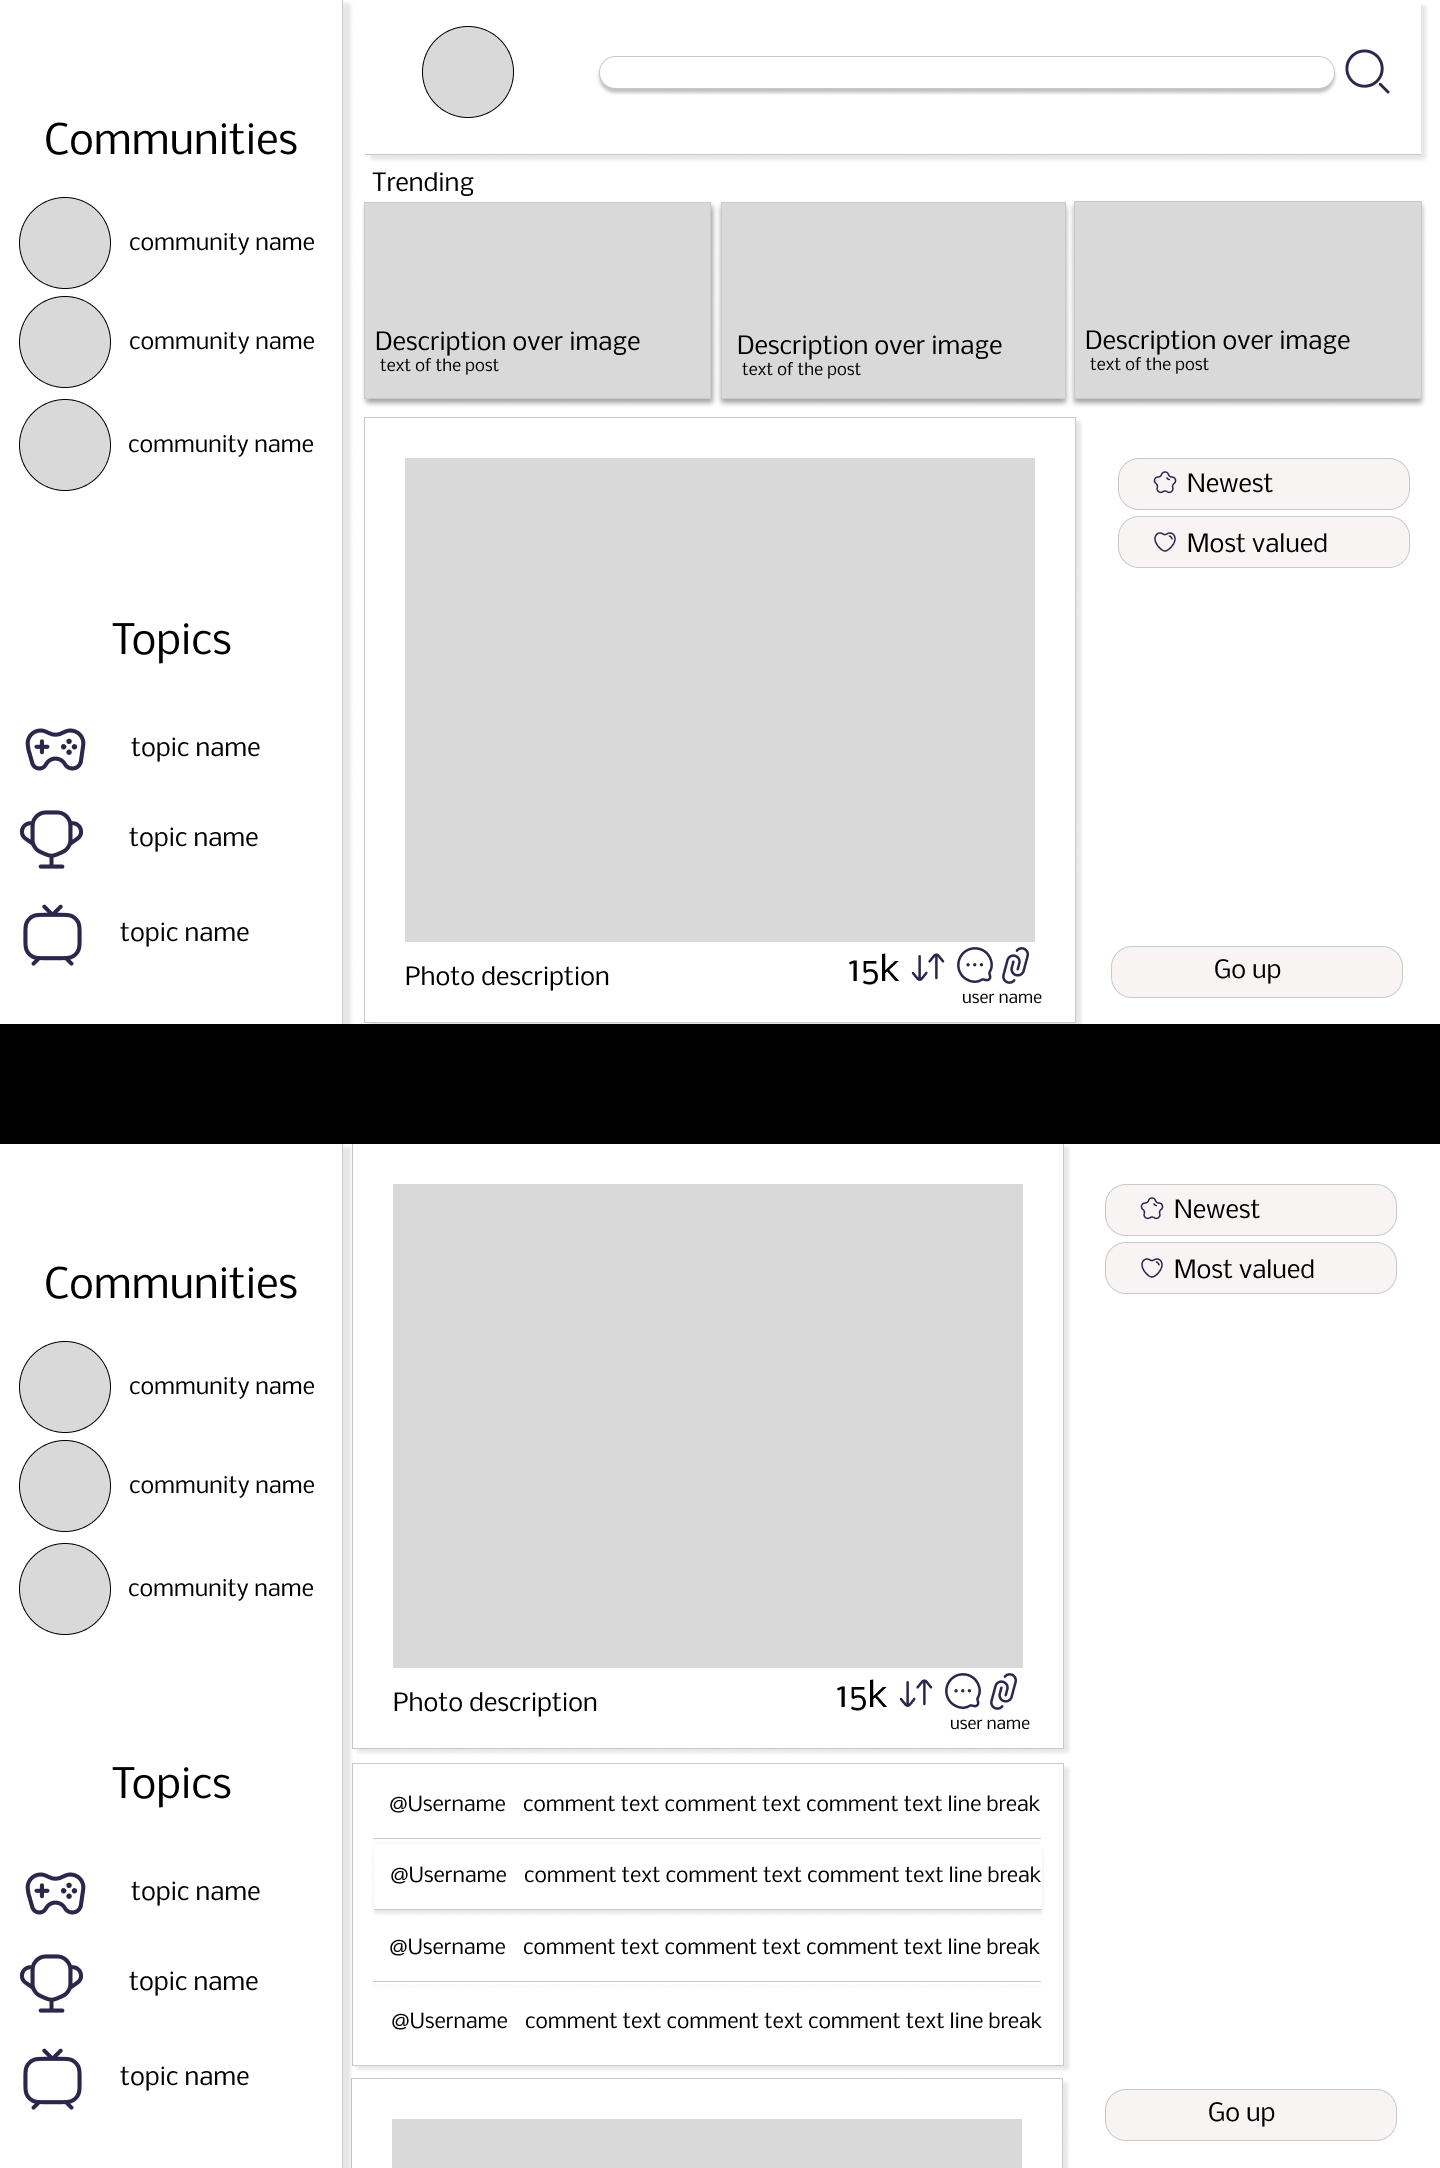 Communities
community name
community name
community name
Topics
topic name
topic name
topic name
Trending
Description over image
text of the post
Description over image
text of the post
Description over image
text of the post
Newest
Most valued
Photo description
15k
user name
Go up
Communities
community name
community name
community name
Topics
topic name
topic name
topic name
Newest
Most valued
Photo description
15k
user name
@Username comment text comment text comment text line break
@Username comment text comment text comment text line break
@Username comment text comment text comment text line break
@Username comment text comment text comment text line break
Go up